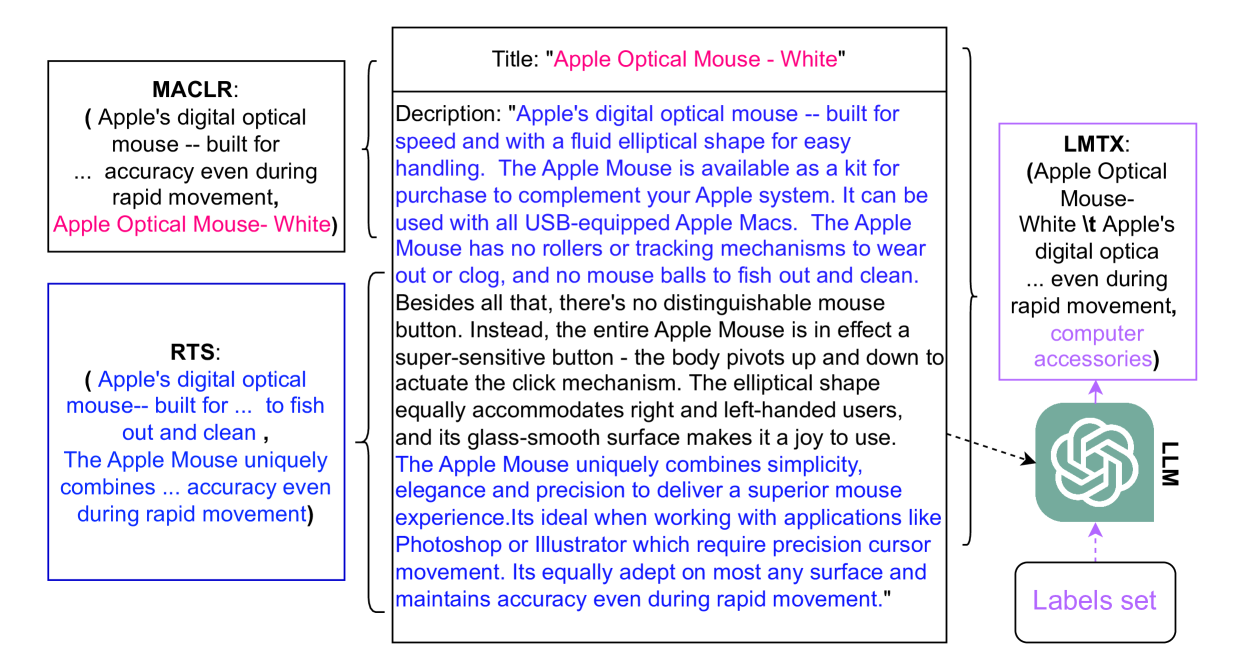 MACLR:
( Apple's digital optical
mouse -- built for
... accuracy even during
rapid movement,
Apple Optical Mouse- White)
RTS:
( Apple's digital optical
mouse-- built for ... to fish
out and clean ,
The Apple Mouse uniquely
combines ... accuracy even
during rapid movement)
Title: "Apple Optical Mouse - White"
Decription: "Apple's digital optical mouse -- built for
speed and with a fluid elliptical shape for easy
handling. The Apple Mouse is available as a kit for
purchase to complement your Apple system. It can be
used with all USB-equipped Apple Macs. The Apple
Mouse has no rollers or tracking mechanisms to wear
out or clog, and no mouse balls to fish out and clean.
Besides all that, there's no distinguishable mouse
button. Instead, the entire Apple Mouse is in effect a
super-sensitive button - the body pivots up and down to
actuate the click mechanism. The elliptical shape
equally accommodates right and left-handed users,
and its glass-smooth surface makes it a joy to use.
The Apple Mouse uniquely combines simplicity,
elegance and precision to deliver a superior mouse
experience.Its ideal when working with applications like
Photoshop or Illustrator which require precision cursor
movement. Its equally adept on most any surface and
maintains accuracy even during rapid movement."
LMTX:
(Apple Optical
Mouse-
White \t Apple's
digital optica
... even during
rapid movement,
computer
accessories)
LLM
Labels set